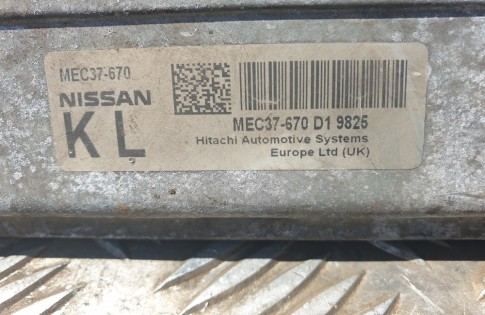 MEC37-670
NISSAN
KL
MEC37-670 D1 9825
Hitachi Automotive Systems
Europe Ltd (UK)